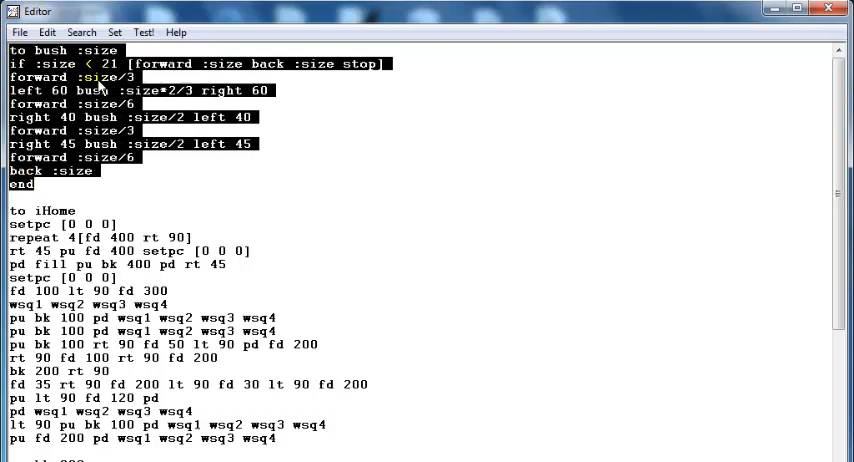 Editor
File Edit Search Set Test! Help
to bush :size
if :size < 21 [forward :size back :size stop]
forward :size/3
left 60 bush :size*2/3 right 60
forward :size/6
right 40 bush :size/2 left 40
forward :size/3
right 45 bush :size/2 left 45
forward :size/6
back :size
end
to iHome
setpc [0 0 0]
repeat 4[fd 400 rt 90]
rt 45 pu fd 400 setpc [0 0 0]
pd fill pu bk 400 pd rt 45
setpc [0 0 0]
fd 100 lt 90 fd 300
wsq1 wsq2 wsq3 wsq4
pu bk 100 pd wsq1 wsq2 wsq3 wsq4
pu bk 100 pd wsq1 wsq2 wsq3 wsq4
pu bk 100 rt 90 fd 50 lt 90 pd fd 200
rt 90 fd 100 rt 90 fd 200
bk 200 rt 90
fd 35 rt 90 fd 200 lt 90 fd 30 lt 90 fd 200
pu lt 90 fd 120 pd
pd wsq1 wsq2 wsq3 wsq4
lt 90 pu bk 100 pd wsq1 wsq2 wsq3 wsq4
pu fd 200 pd wsq1 wsq2 wsq3 wsq4